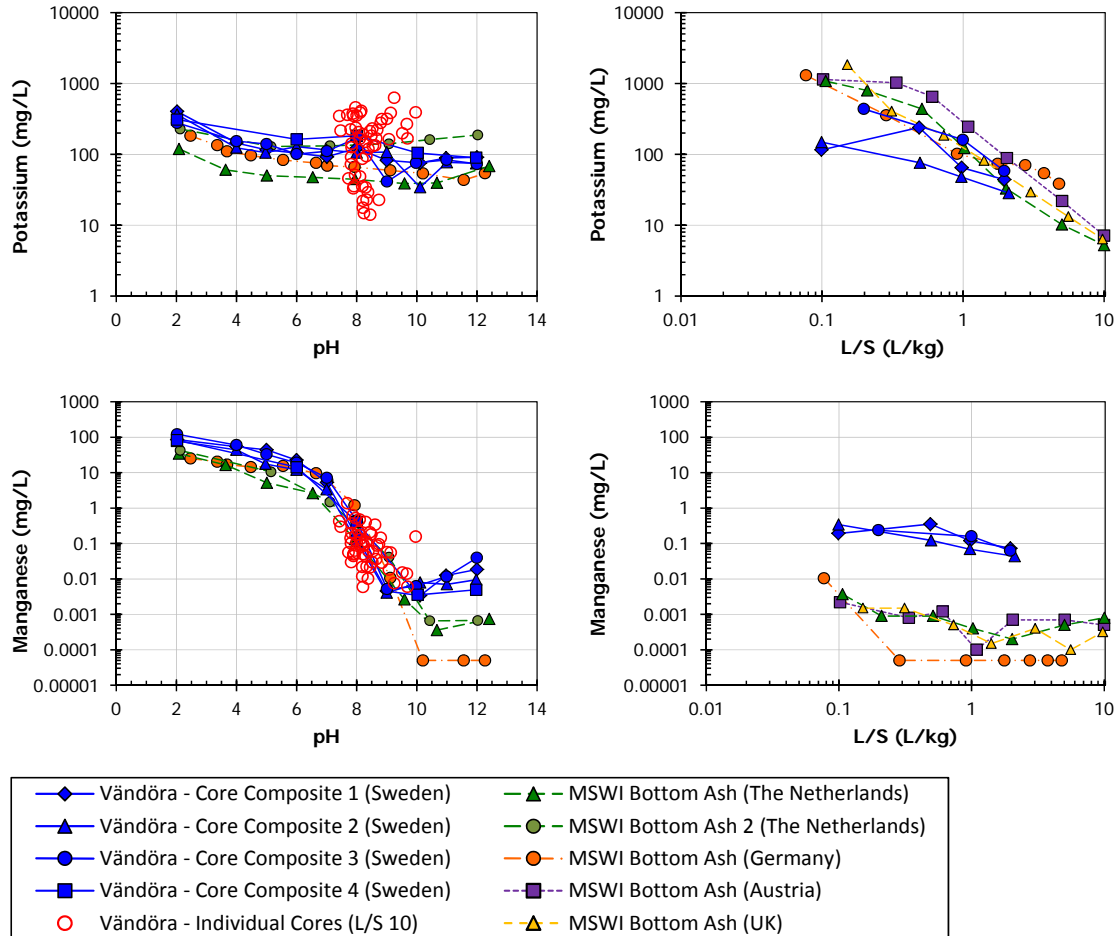 Potassium (mg/L)
10000
1000
100
10
1
0 2 4 6 8 10 12 14
pH
Potassium (mg/L)
10000
1000
100
10
1
0.01 0.1 1 10
L/S (L/kg)
Manganese (mg/L)
1000
100
10
1
0.1
0.01
0.001
0.0001
0.00001
0 2 4 6 8 10 12 14
pH
Manganese (mg/L)
1000
100
10
1
0.1
0.01
0.001
0.0001
0.00001
0.01 0.1 1 10
L/S (L/kg)
Vändöra - Core Composite 1 (Sweden)
Vändöra - Core Composite 2 (Sweden)
Vändöra - Core Composite 3 (Sweden)
Vändöra - Core Composite 4 (Sweden)
Vändöra - Individual Cores (L/S 10)
MSWI Bottom Ash (The Netherlands)
MSWI Bottom Ash 2 (The Netherlands)
MSWI Bottom Ash (Germany)
MSWI Bottom Ash (Austria)
MSWI Bottom Ash (UK)